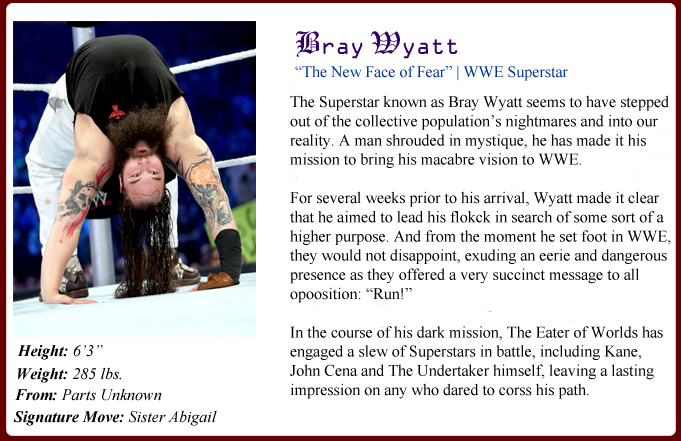 Bray Wyatt
“The New Face of Fear” | WWE Superstar
The Superstar known as Bray Wyatt seems to have stepped
out of the collective population’s nightmares and into our
reality. A man shrouded in mystique, he has made it his
mission to bring his macabre vision to WWE.
For several weeks prior to his arrival, Wyatt made it clear
that he aimed to lead his flokck in search of some sort of a
higher purpose. And from the moment he set foot in WWE,
they would not disappoint, exuding an eerie and dangerous
presence as they offered a very succinct message to all
opoosition: “Run!”
In the course of his dark mission, The Eater of Worlds has
engaged a slew of Superstars in battle, including Kane,
John Cena and The Undertaker himself, leaving a lasting
impression on any who dared to corss his path.
Height: 6’3”
Weight: 285 lbs.
From: Parts Unknown
Signature Move: Sister Abigail